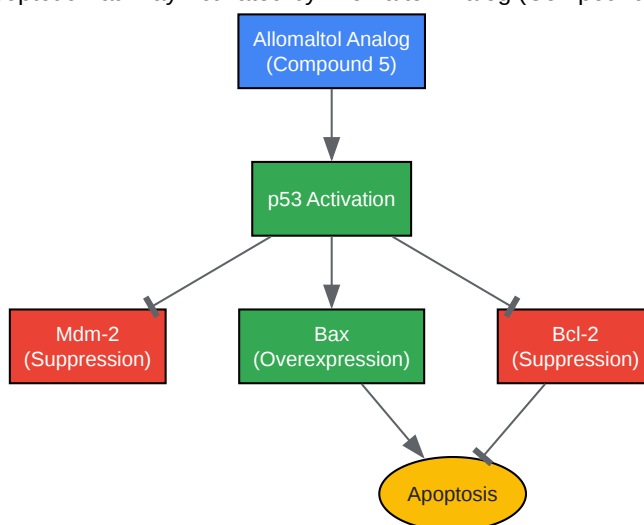 Allomaltol Analog
(Compound 5)
p53 Activation
Mdm-2
(Suppression)
Bax
(Overexpression)
Bcl-2
(Suppression)
Apoptosis